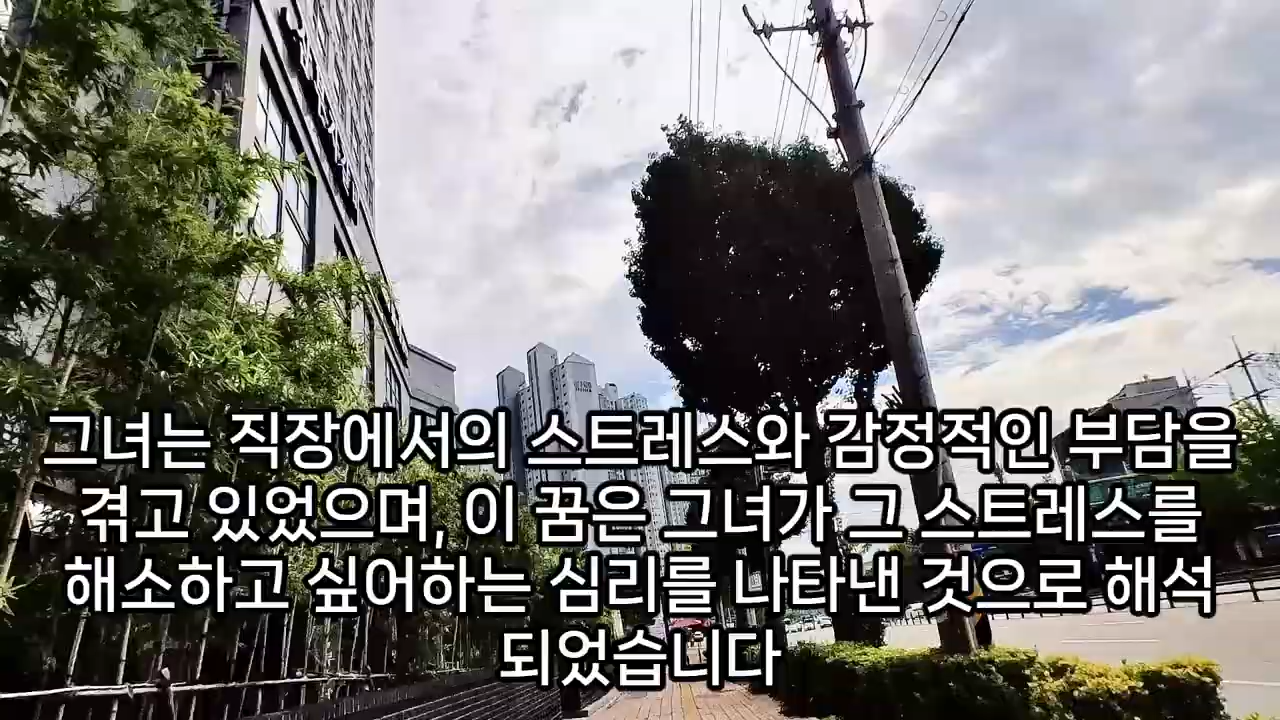 그녀는 직장에서의 스트레스와 감정적인 부담을
겪고 있었으며, 이 꿈은 그녀가 그 스트레스를
해소하고 싶어하는 심리를 나타낸 것으로 해석
되었습니다